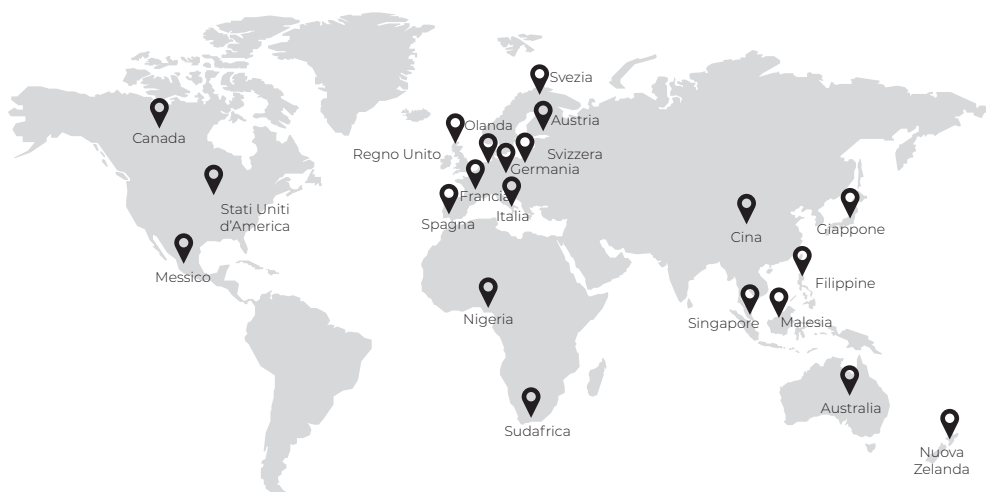 Svezia
Olanda
Austria
Canada
Regno Unito
Svizzera
Germania
Francia
Stati Uniti
d'America
Spagna
Italia
Cina
Giappone
Messico
Filippine
Nigeria
Singapore
Malesia
Australia
Sudafrica
Nuova
Zelanda